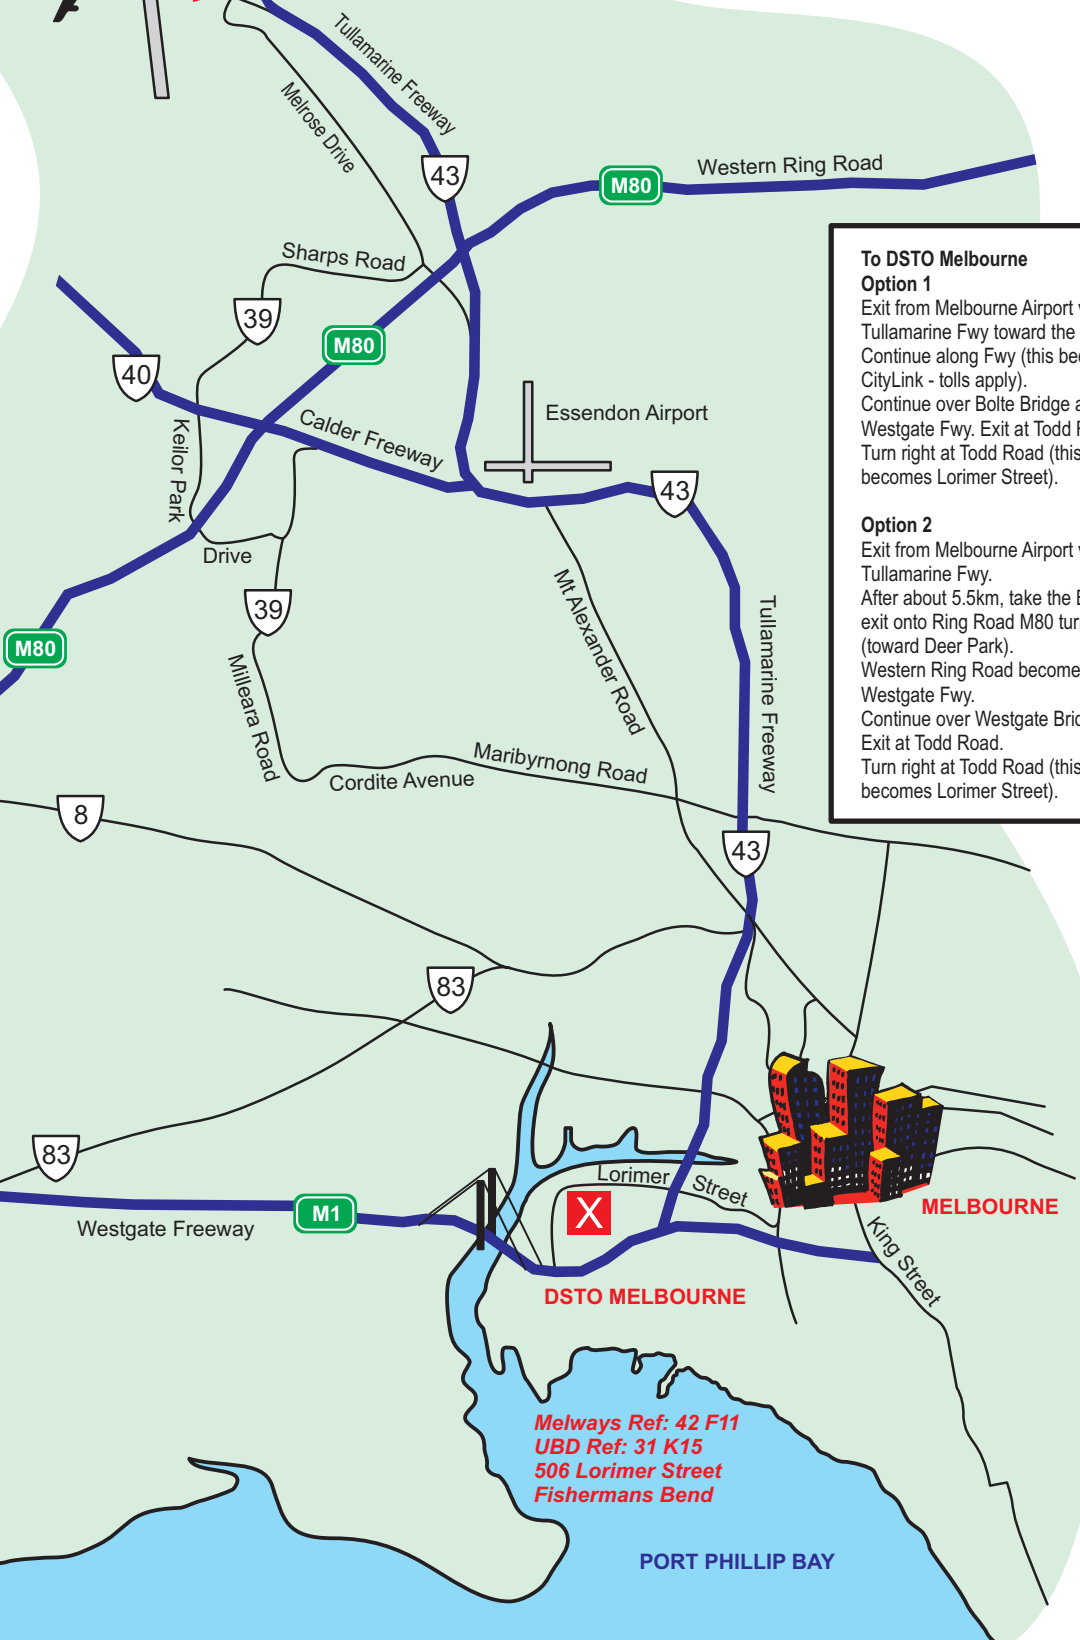 Tullamarine Freeway
Melrose Drive
43
M80
Western Ring Road
Sharps Road
39
M80
40
Keilor Park
Drive
Calder Freeway
Essendon Airport
43
To DSTO Melbourne
Option 1
Exit from Melbourne Airport
Tullamarine Fwy toward the
Continue along Fwy (this
CityLink - tolls apply).
Continue over Bolte Bridge
Westgate Fwy. Exit at Todd
Turn right at Todd Road (this
becomes Lorimer Street).
Option 2
Exit from Melbourne Airport
Tullamarine Fwy.
After about 5.5km, take the
exit onto Ring Road M80
(toward Deer Park).
Western Ring Road
Westgate Fwy.
Continue over Westgate
Exit at Todd Road.
Turn right at Todd Road (this
becomes Lorimer Street).
39
M80
Milleara Road
Mt Alexander Road
Tullamarine Freeway
Maribyrnong Road
Cordite Avenue
8
43
83
83
Lorimer Street
X
M1
Westgate Freeway
MELBOURNE
King Street
DSTO MELBOURNE
Melways Ref: 42 F11
UBD Ref: 31 K15
506 Lorimer Street
Fishermans Bend
PORT PHILLIP BAY